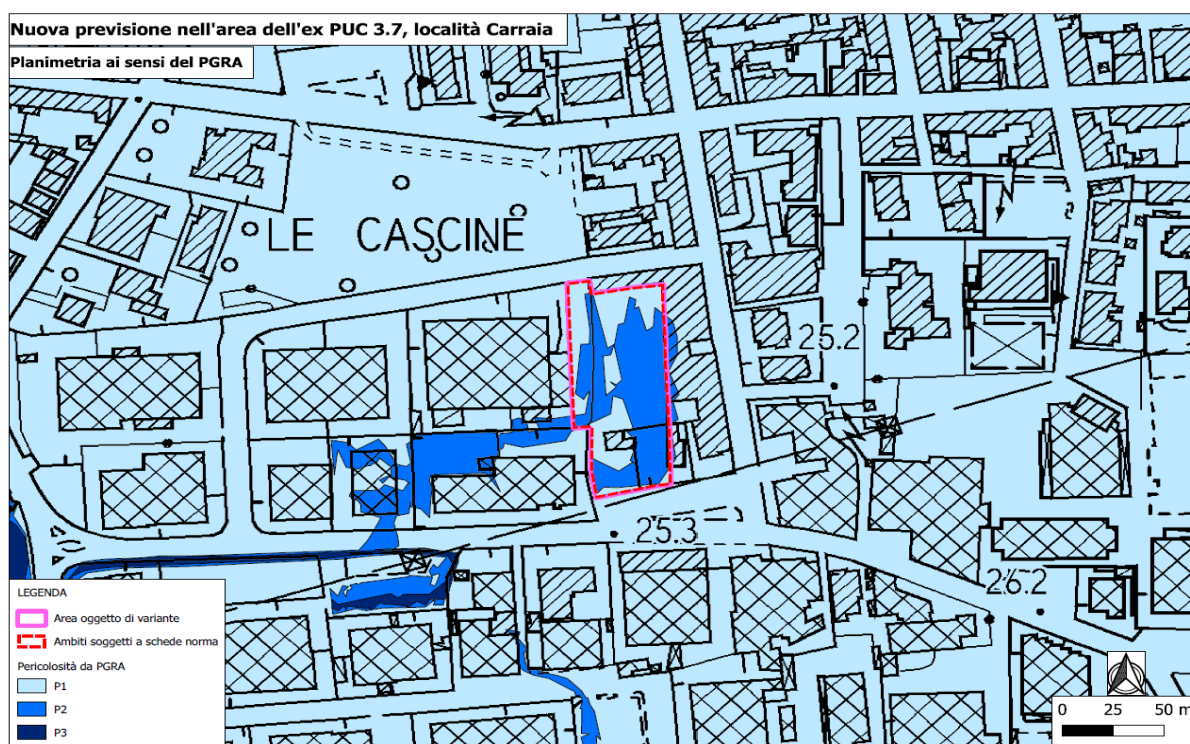 Nuova previsione nell'area dell'ex PUC 3.7, località Carraia
Planimetria ai sensi del PGRA
LE CASCINE
25.2
25.3
26.2
LEGENDA
Area oggetto di variante
Ambiti soggetti a schede norma
Pericolosità da PGRA
P1
P2
P3
0 25 50 m